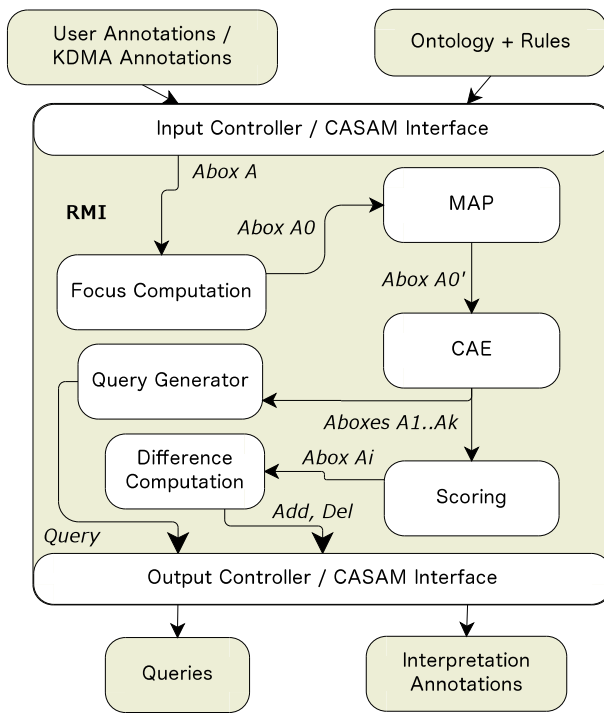 User Annotations /
KDMA Annotations
Ontology + Rules
Input Controller / CASAM Interface
Abox A
RMI
MAP
Abox A0
Focus Computation
Abox A0'
CAE
Query Generator
Aboxes A1..Ak
Difference
Computation
Abox Ai
Scoring
Add, Del
Query
Output Controller / CASAM Interface
Queries
Interpretation
Annotations